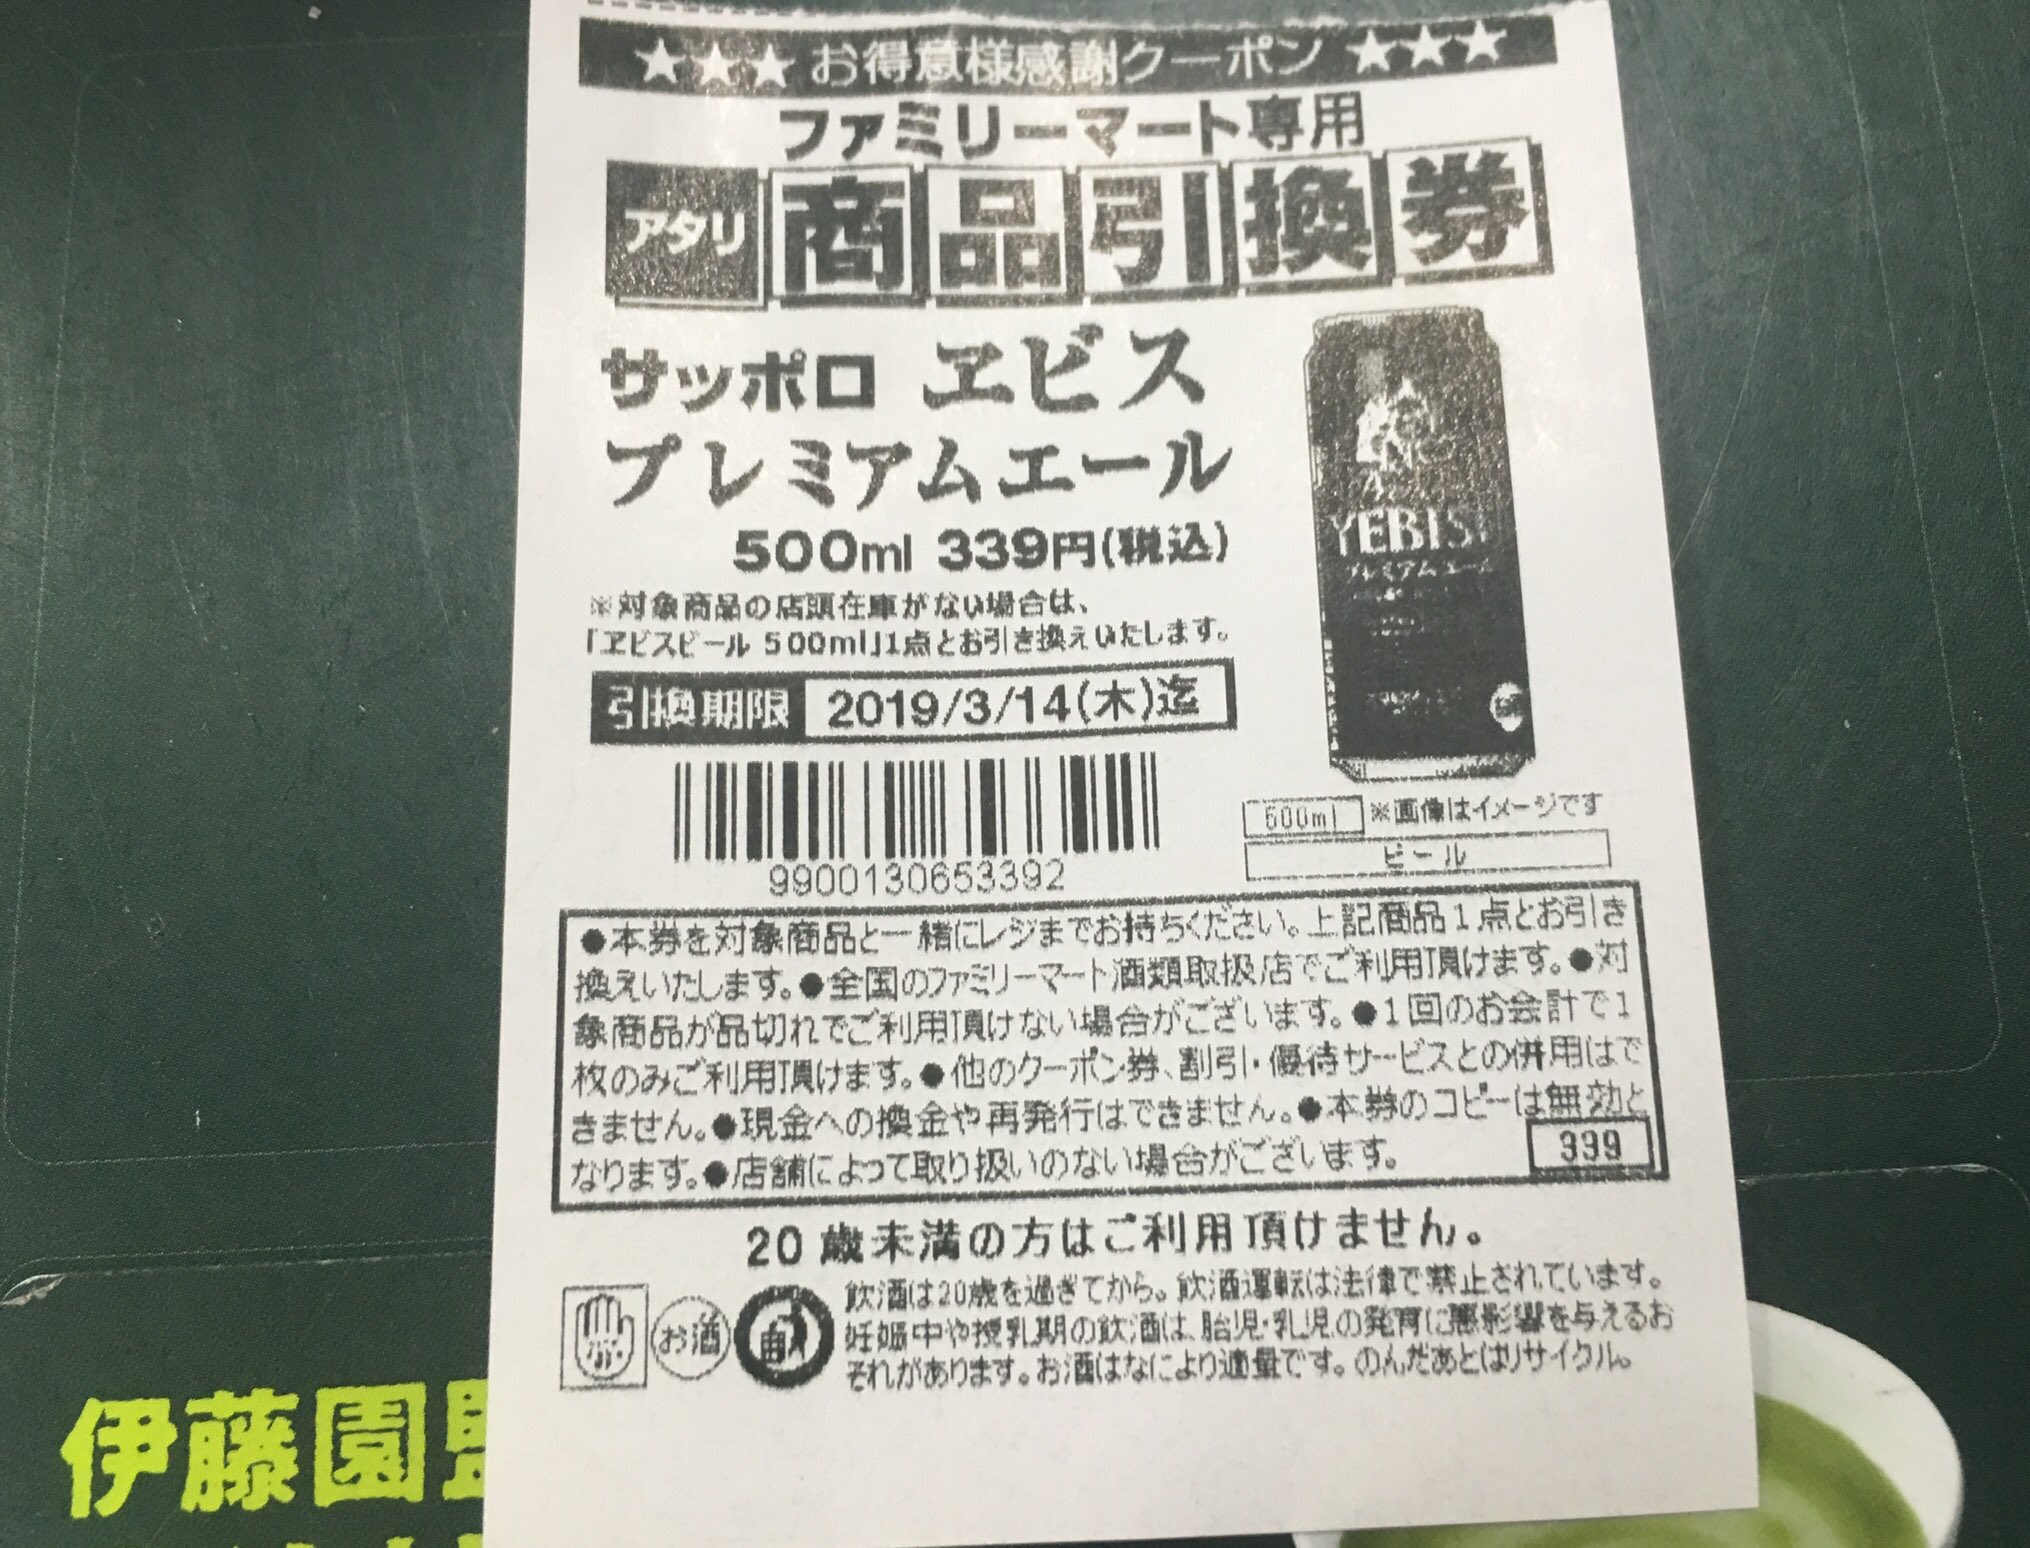 ★★★お得意様感謝クーポン★★★
ファミリーマート専用
アタリ 商品引換券
サッポロ ヱビス
プレミアムエール
500ml 339円(税込)
※対象商品の店頭在庫がない場合は、
「ヱビスビール 500ml」1点とお引き換えいたします。
引換期限 2019/3/14(木)迄
9900130653392
YEBISU
プレミアムエール
500ml ※画像はイメージです
ビール
●本券を対象商品と一緒にレジまでお持ちください。上記商品1点とお引き
換えいたします。●全国のファミリーマート酒類取扱店でご利用頂けます。●対
象商品が品切れでご利用頂けない場合がございます。●1回のお会計で1
枚のみご利用頂けます。●他のクーポン券、割引・優待サービスとの併用はで
きません。●現金への換金や再発行はできません。●本券のコピーは無効と
なります。●店舗によって取り扱いのない場合がございます。
339
20歳未満の方はご利用頂けません。
お酒
飲酒は20歳を過ぎてから。飲酒運転は法律で禁止されています。
妊娠中や授乳期の飲酒は、胎児・乳児の発育に悪影響を与えるお
それがあります。お酒はなにより適量です。のんだあとはリサイクル。
伊藤園